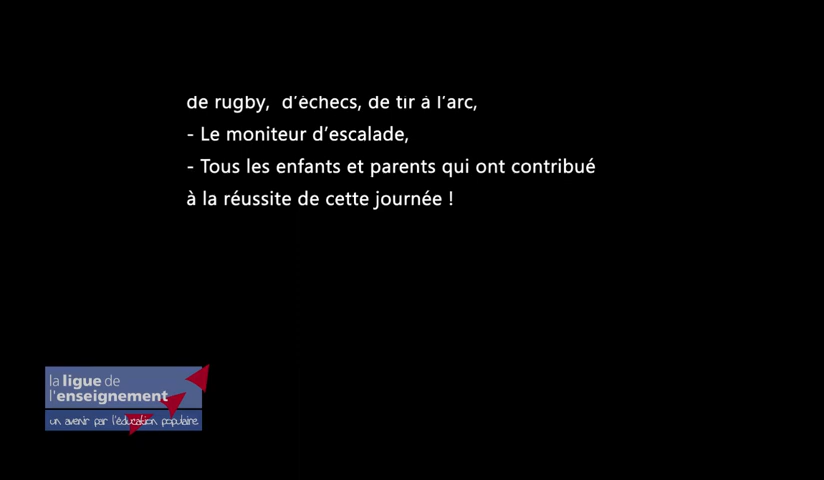 de rugby,  d'échecs, de tir à l'arc,
- Le moniteur d'escalade,
- Tous les enfants et parents qui ont contribué
à la réussite de cette journée !
la ligue de
l'enseignement
un avenir par l'éducation populaire